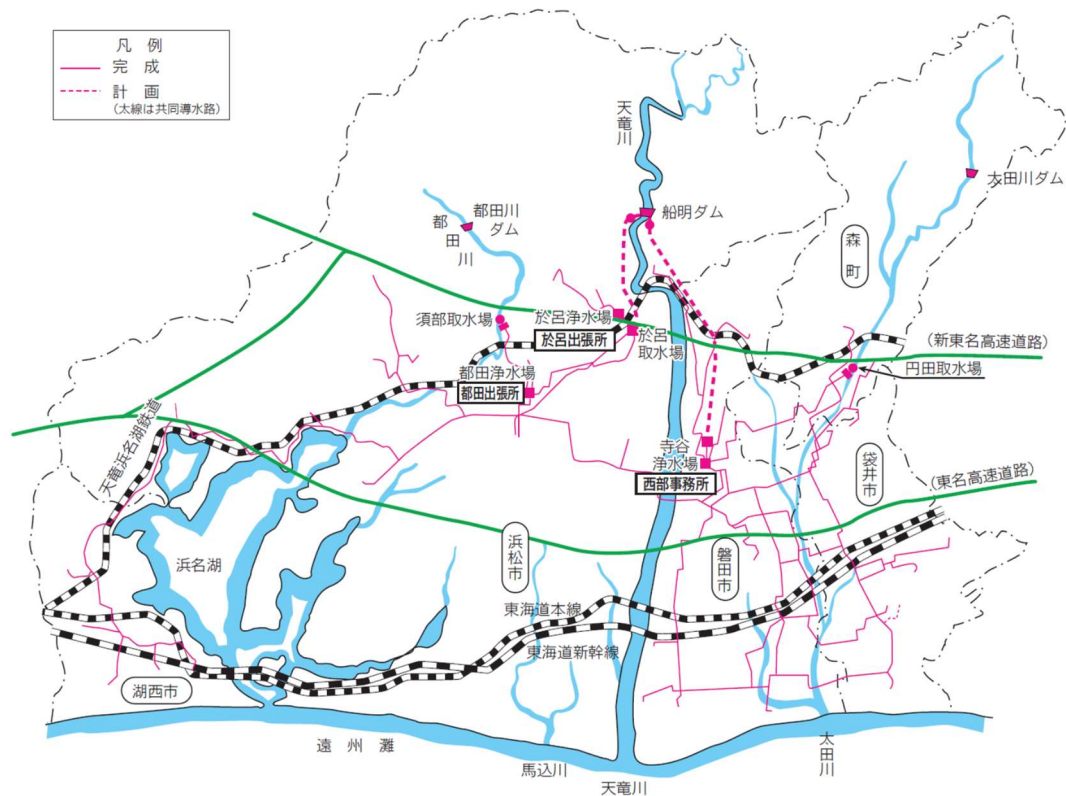 凡 例
完 成
計 画
(太線は共同導水路)
天竜川
太田川ダム
船明ダム
都田川
ダム
都田川
森町
須部取水場
於呂浄水場
於呂出張所
於呂
取水場
(新東名高速道路)
円田取水場
都田浄水場
都田出張所
天竜浜名湖鉄道
寺谷
浄水場
西部事務所
袋井市
(東名高速道路)
浜名湖
浜松市
磐田市
東海道本線
東海道新幹線
湖西市
遠 州 灘
馬込川
天竜川
太田川